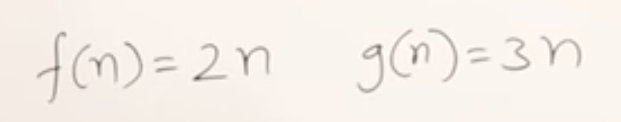 f(n) = 2n g(n) = 3n